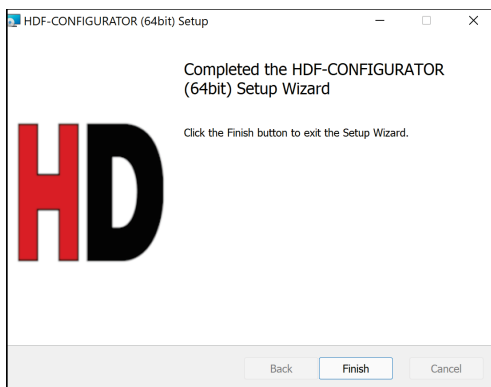 HDF-CONFIGURATOR (64bit) Setup
Completed the HDF-CONFIGURATOR
(64bit) Setup Wizard
Click the Finish button to exit the Setup Wizard.
HD
Back Finish Cancel